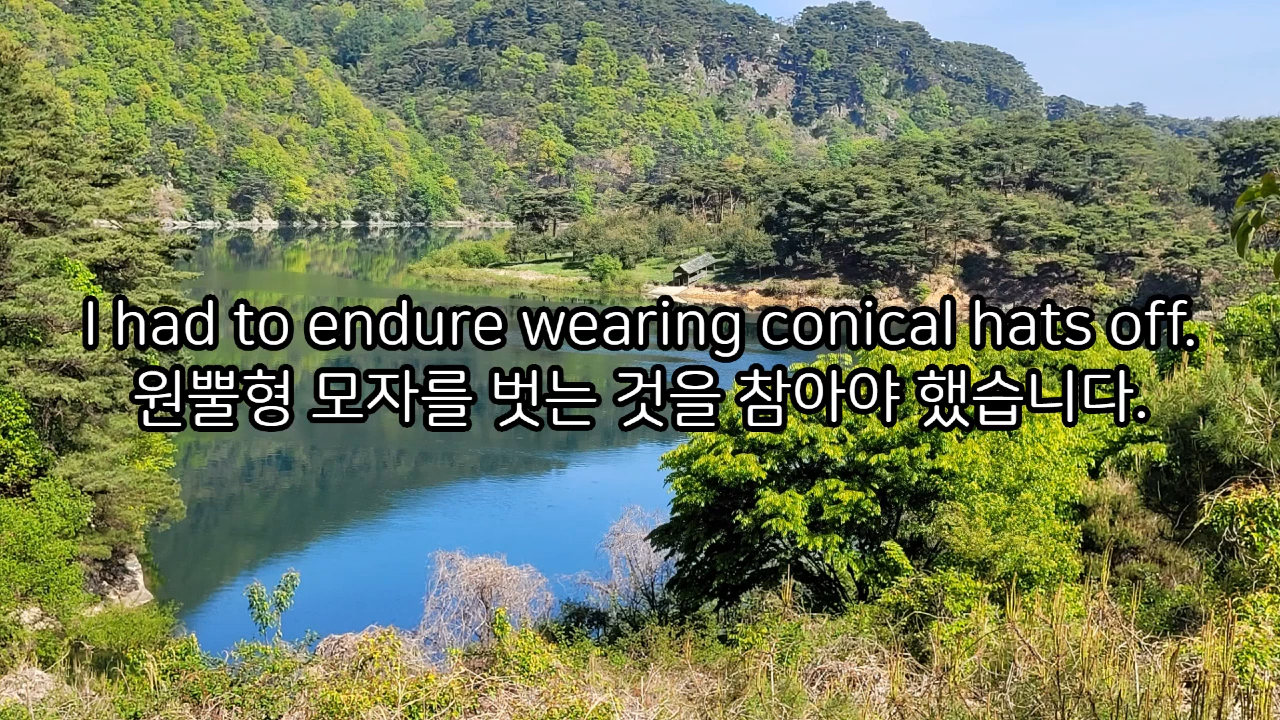 I had to endure wearing conical hats off.
원뿔형 모자를 벗는 것을 참아야 했습니다.